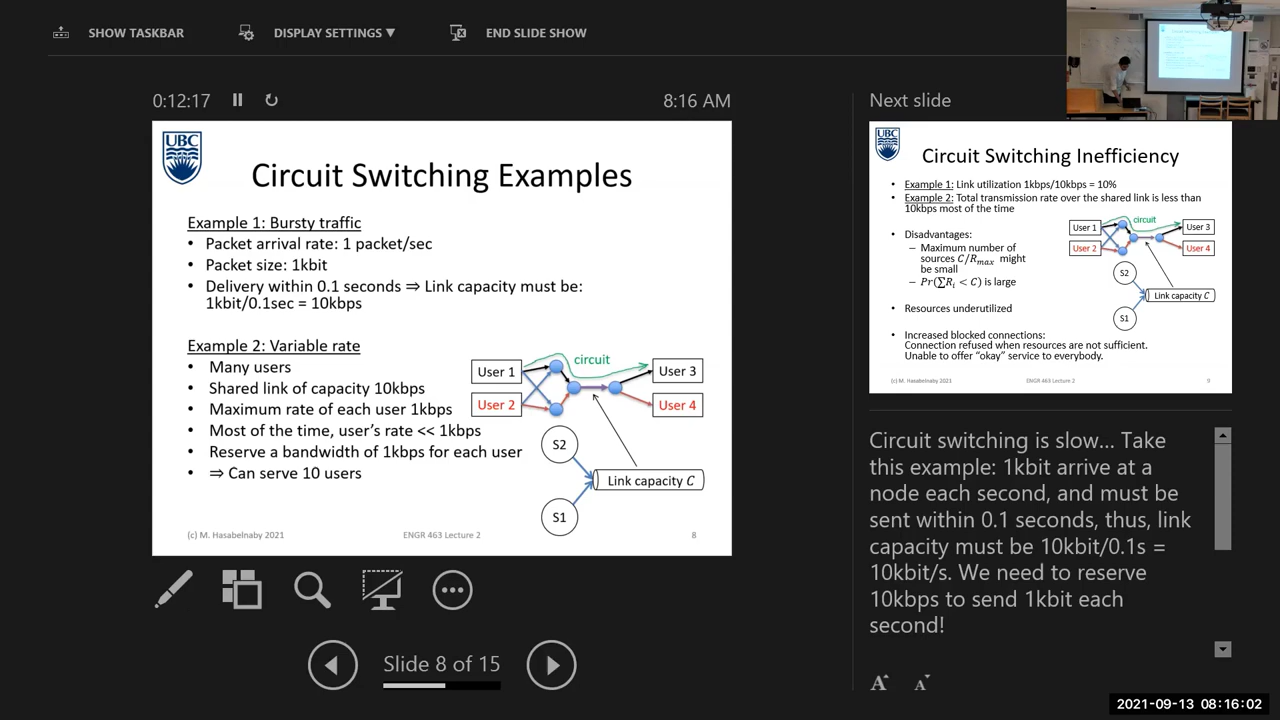 SHOW TASKBAR
DISPLAY SETTINGS ▼
END SLIDE SHOW
0:12:17
8:16 AM
UBC
Circuit Switching Examples
Example 1: Bursty traffic
• Packet arrival rate: 1 packet/sec
• Packet size: 1kbit
• Delivery within 0.1 seconds ⇒ Link capacity must be:
1kbit/0.1sec = 10kbps
Example 2: Variable rate
• Many users
• Shared link of capacity 10kbps
• Maximum rate of each user 1kbps
• Most of the time, user's rate << 1kbps
• Reserve a bandwidth of 1kbps for each user
• ⇒ Can serve 10 users
circuit
User 1
User 3
User 2
User 4
S2
Link capacity C
S1
(c) M. Hasabelnaby 2021
ENGR 463 Lecture 2
8
Slide 8 of 15
Next slide
UBC
Circuit Switching Inefficiency
• Example 1: Link utilization 1kbps/10kbps = 10%
• Example 2: Total transmission rate over the shared link is less than
10kbps most of the time
• Disadvantages:
– Maximum number of
sources C/Rmax might
be small
– Pr(∑Ri < C) is large
• Resources underutilized
• Increased blocked connections:
Connection refused when resources are not sufficient.
Unable to offer "okay" service to everybody.
circuit
User 1
User 3
User 2
User 4
S2
Link capacity C
S1
(c) M. Hasabelnaby 2021
ENGR 463 Lecture 2
9
Circuit switching is slow... Take
this example: 1kbit arrive at a
node each second, and must be
sent within 0.1 seconds, thus, link
capacity must be 10kbit/0.1s =
10kbit/s. We need to reserve
10kbps to send 1kbit each
second!
A A
2021-09-13 08:16:02